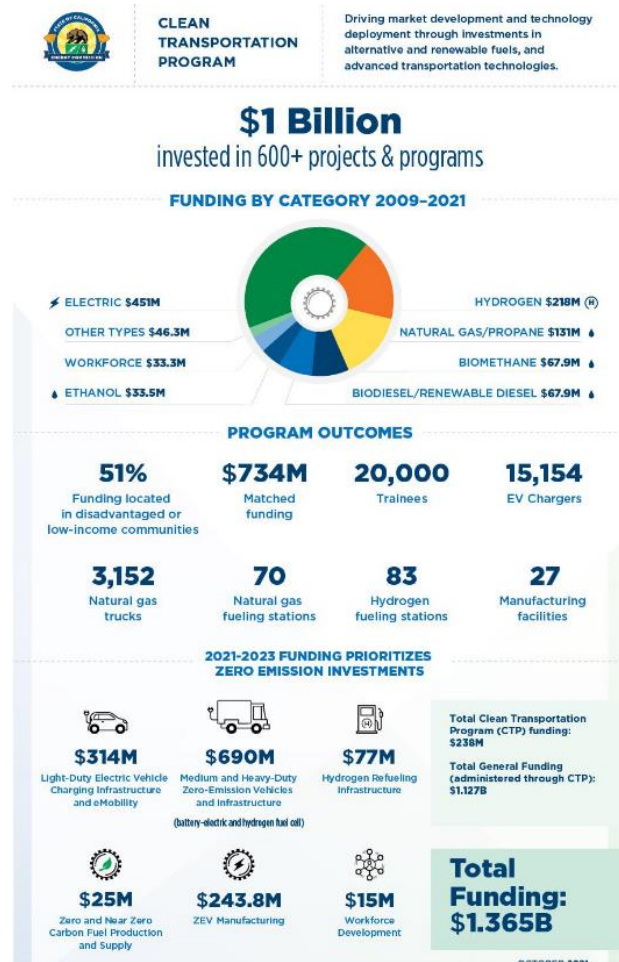 CLEAN
TRANSPORTATION
PROGRAM
Driving market development and technology
deployment through investments in
alternative and renewable fuels, and
advanced transportation technologies.
$1 Billion
invested in 600+ projects & programs
FUNDING BY CATEGORY 2009–2021
ELECTRIC $451M
OTHER TYPES $46.3M
WORKFORCE $33.3M
ETHANOL $33.5M
HYDROGEN $218M (H)
NATURAL GAS/PROPANE $131M
BIOMETHANE $67.9M
BIODIESEL/RENEWABLE DIESEL $67.9M
PROGRAM OUTCOMES
51%
Funding located
in disadvantaged or
low-income communities
$734M
Matched
funding
20,000
Trainees
15,154
EV Chargers
3,152
Natural gas
trucks
70
Natural gas
fueling stations
83
Hydrogen
fueling stations
27
Manufacturing
facilities
2021-2023 FUNDING PRIORITIZES
ZERO EMISSION INVESTMENTS
$314M
Light-Duty Electric Vehicle
Charging Infrastructure
and eMobility
$690M
Medium and Heavy-Duty
Zero-Emission Vehicles
and Infrastructure
(battery-electric and hydrogen fuel cell)
H
$77M
Hydrogen Refueling
Infrastructure
Total Clean Transportation
Program (CTP) funding:
$238M
Total General Funding
(administered through CTP):
$1.127B
$25M
Zero and Near Zero
Carbon Fuel Production
and Supply
$243.8M
ZEV Manufacturing
$15M
Workforce
Development
Total
Funding:
$1.365B
OCTOBER 2021